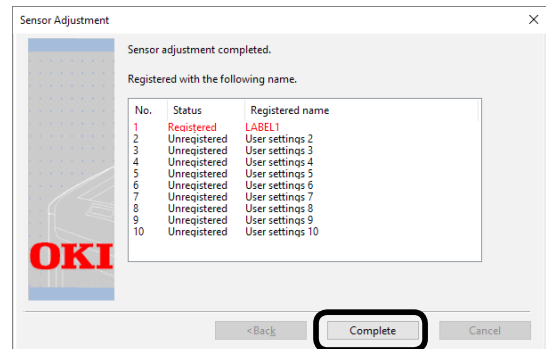 Sensor Adjustment
Sensor adjustment completed.
Registered with the following name.
No. Status Registered name
1 Registered LABEL1
2 Unregistered User settings 2
3 Unregistered User settings 3
4 Unregistered User settings 4
5 Unregistered User settings 5
6 Unregistered User settings 6
7 Unregistered User settings 7
8 Unregistered User settings 8
9 Unregistered User settings 9
10 Unregistered User settings 10
OKI
<Back Complete Cancel